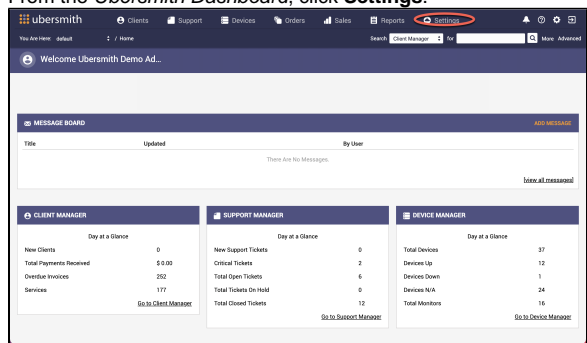 From the Ubersmith Dashboard, click Settings.
ubersmith Clients Support Devices Orders Sales Reports Settings
You Are Here: default / Home Search Client Manager for More Advanced
Welcome Ubersmith Demo Ad...
MESSAGE BOARD ADD MESSAGE
Title Updated By User
There Are No Messages.
[view all messages]
CLIENT MANAGER
Day at a Glance
New Clients 0
Total Payments Received $ 0.00
Overdue Invoices 252
Services 177
Go to Client Manager
SUPPORT MANAGER
Day at a Glance
New Support Tickets 0
Critical Tickets 2
Total Open Tickets 6
Total Tickets On Hold 0
Total Closed Tickets 12
Go to Support Manager
DEVICE MANAGER
Day at a Glance
Total Devices 37
Devices Up 12
Devices Down 1
Devices N/A 24
Total Monitors 16
Go to Device Manager